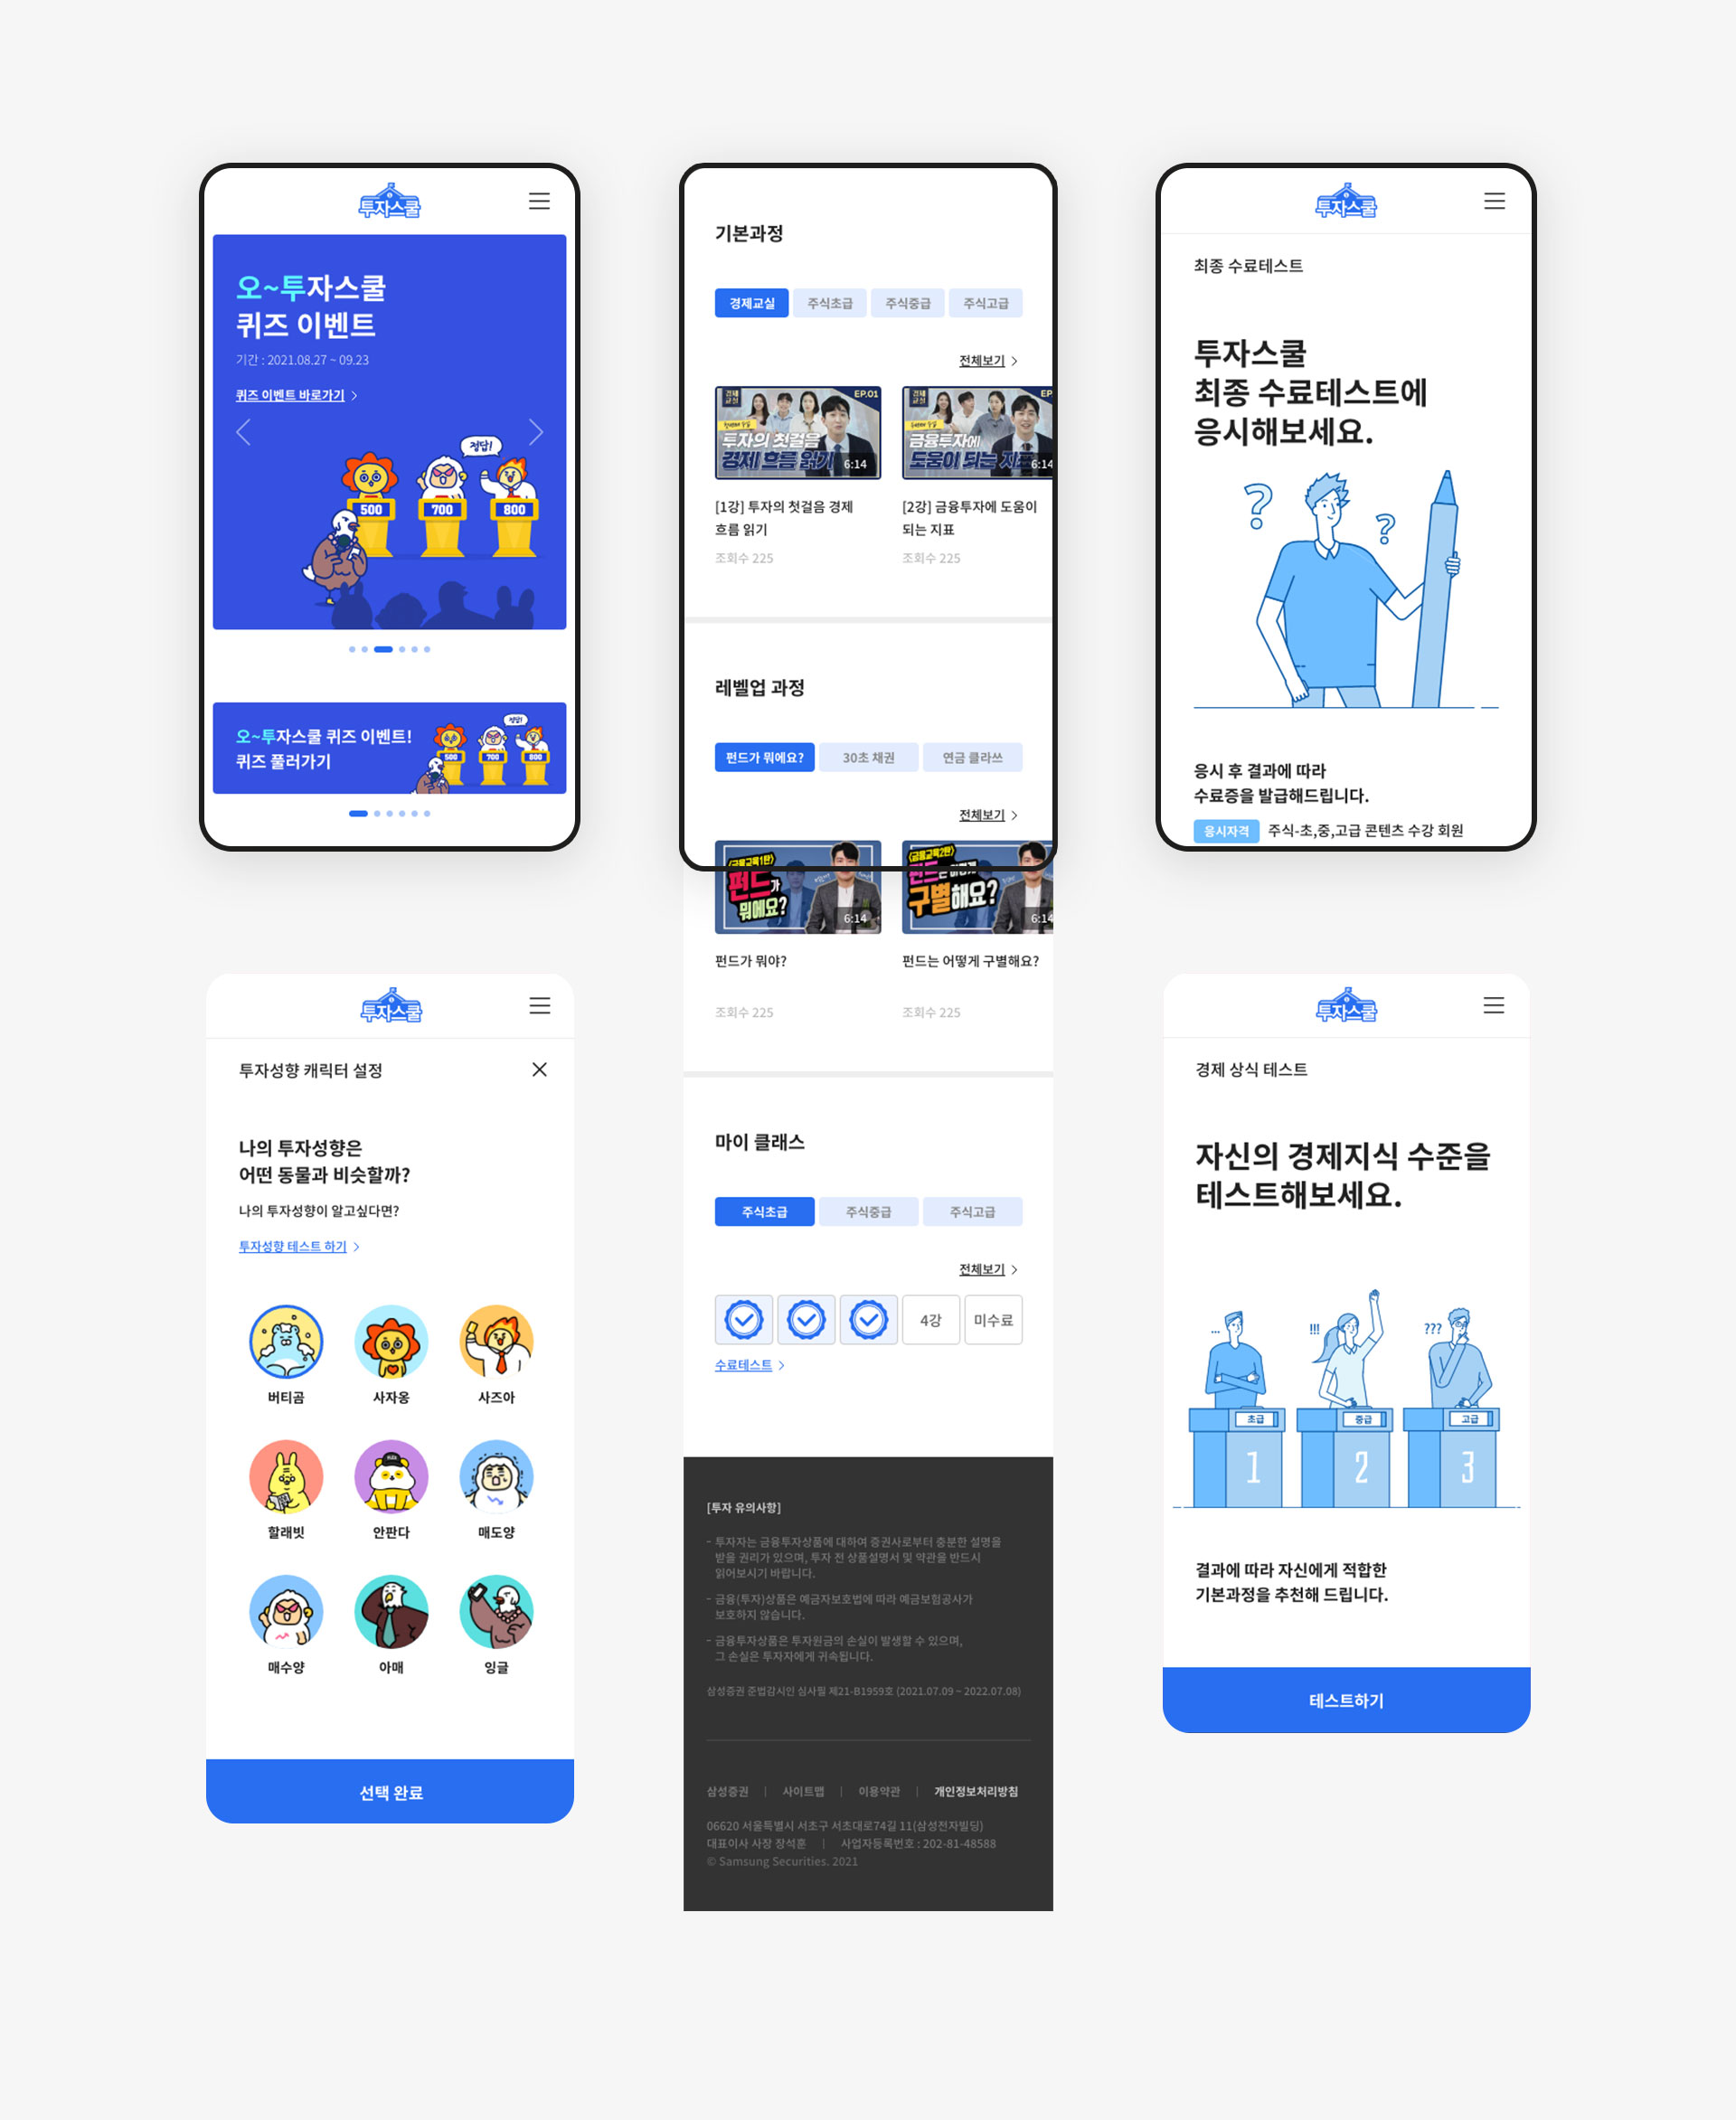 투자스쿨
오~투자스쿨
퀴즈 이벤트
기간 : 2021.08.27 ~ 09.23
퀴즈 이벤트 바로가기
정답!
500
700
800
오~투자스쿨 퀴즈 이벤트!
퀴즈 풀러가기
정답!
500
700
800
기본과정
경제교실
주식초급
주식중급
주식고급
전체보기
경제
교실
EP.01
투자의 첫걸음
경제 흐름 읽기
6:14
경제
교실
EP
금융투자에
도움이 되는 지표
6:14
[1강] 투자의 첫걸음 경제
흐름 읽기
조회수 225
[2강] 금융투자에 도움이
되는 지표
조회수 225
레벨업 과정
펀드가 뭐에요?
30초 채권
연금 클라쓰
전체보기
금융교육1탄
펀드가
뭐에요?
6:14
금융교육2탄
펀드는 어떻게
구별해요?
6:14
펀드가 뭐야?
조회수 225
펀드는 어떻게 구별해요?
조회수 225
마이 클래스
주식초급
주식중급
주식고급
전체보기
4강
미수료
수료테스트
[투자 유의사항]
- 투자자는 금융투자상품에 대하여 증권사로부터 충분한 설명을
받을 권리가 있으며, 투자 전 상품설명서 및 약관을 반드시
읽어보시기 바랍니다.
- 금융(투자)상품은 예금자보호법에 따라 예금보험공사가
보호하지 않습니다.
- 금융투자상품은 투자원금의 손실이 발생할 수 있으며,
그 손실은 투자자에게 귀속됩니다.
삼성증권 준법감시인 심사필 제21-B1959호 (2021.07.09 ~ 2022.07.08)
삼성증권 | 사이트맵 | 이용약관 | 개인정보처리방침
06620 서울특별시 서초구 서초대로74길 11(삼성전자빌딩)
대표이사 사장 장석훈 | 사업자등록번호 : 202-81-48588
© Samsung Securities. 2021
투자스쿨
최종 수료테스트
투자스쿨
최종 수료테스트에
응시해보세요.
?
?
응시 후 결과에 따라
수료증을 발급해드립니다.
응시자격
주식-초,중,고급 콘텐츠 수강 회원
투자스쿨
투자성향 캐릭터 설정
나의 투자성향은
어떤 동물과 비슷할까?
나의 투자성향이 알고싶다면?
투자성향 테스트 하기
버티곰
사자옹
사즈아
할래빗
안판다
매도양
매수양
아매
잉글
선택 완료
투자스쿨
경제 상식 테스트
자신의 경제지식 수준을
테스트해보세요.
...
!!!
???
초급
중급
고급
1
2
3
결과에 따라 자신에게 적합한
기본과정을 추천해 드립니다.
테스트하기